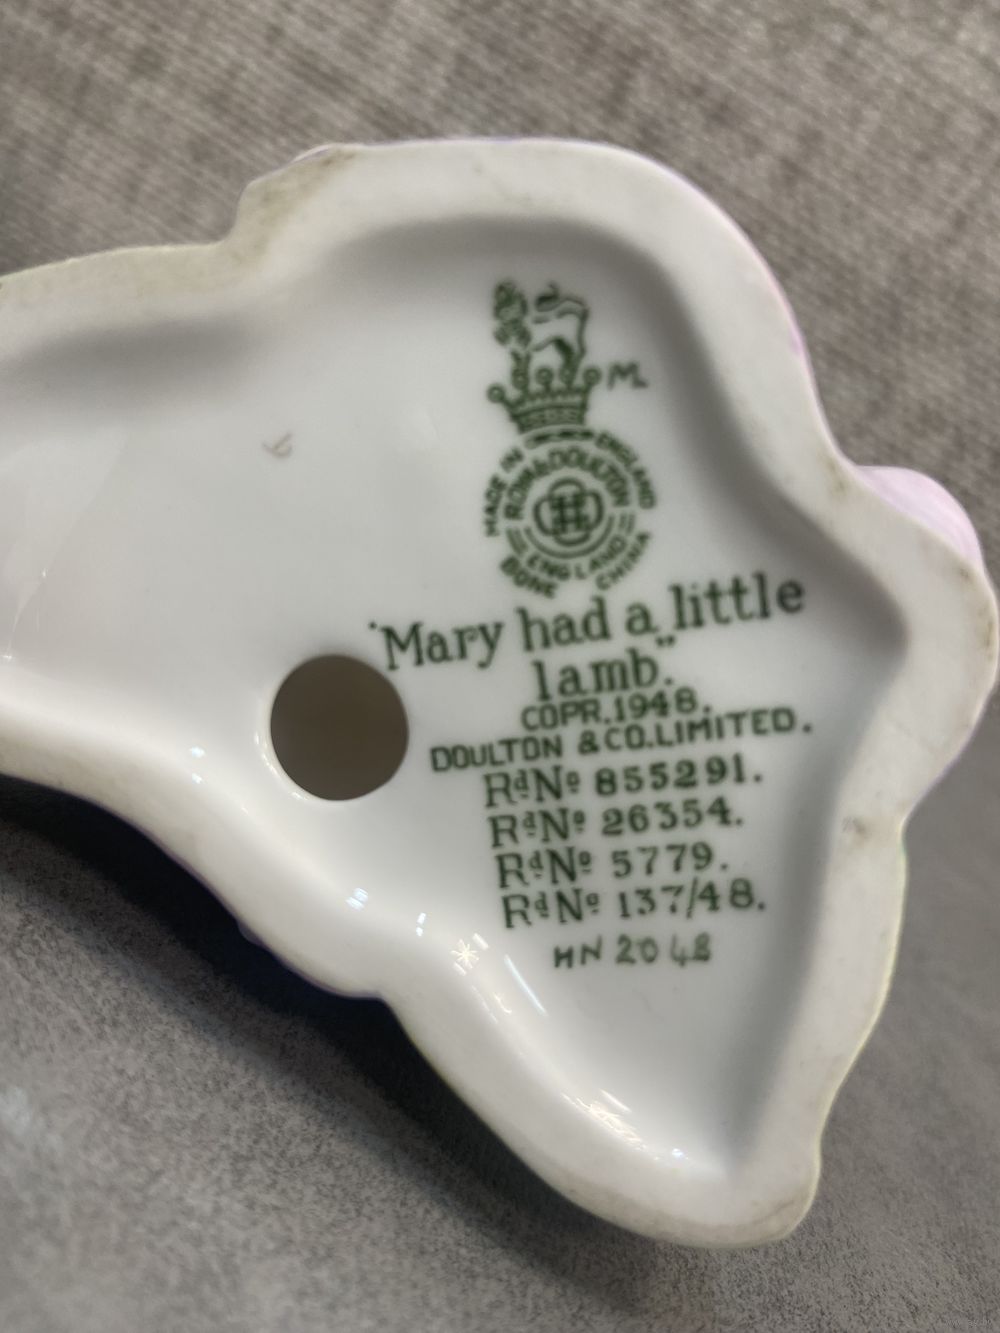 M
MADE IN ENGLAND
ROYAL DOULTON
ENGLAND
BONE CHINA
"Mary had a little
lamb".
COPR.1948.
DOULTON & CO. LIMITED.
RdNo 855291.
RdNo 26354.
RdNo 5779.
RdNo 137/48.
HN 2048